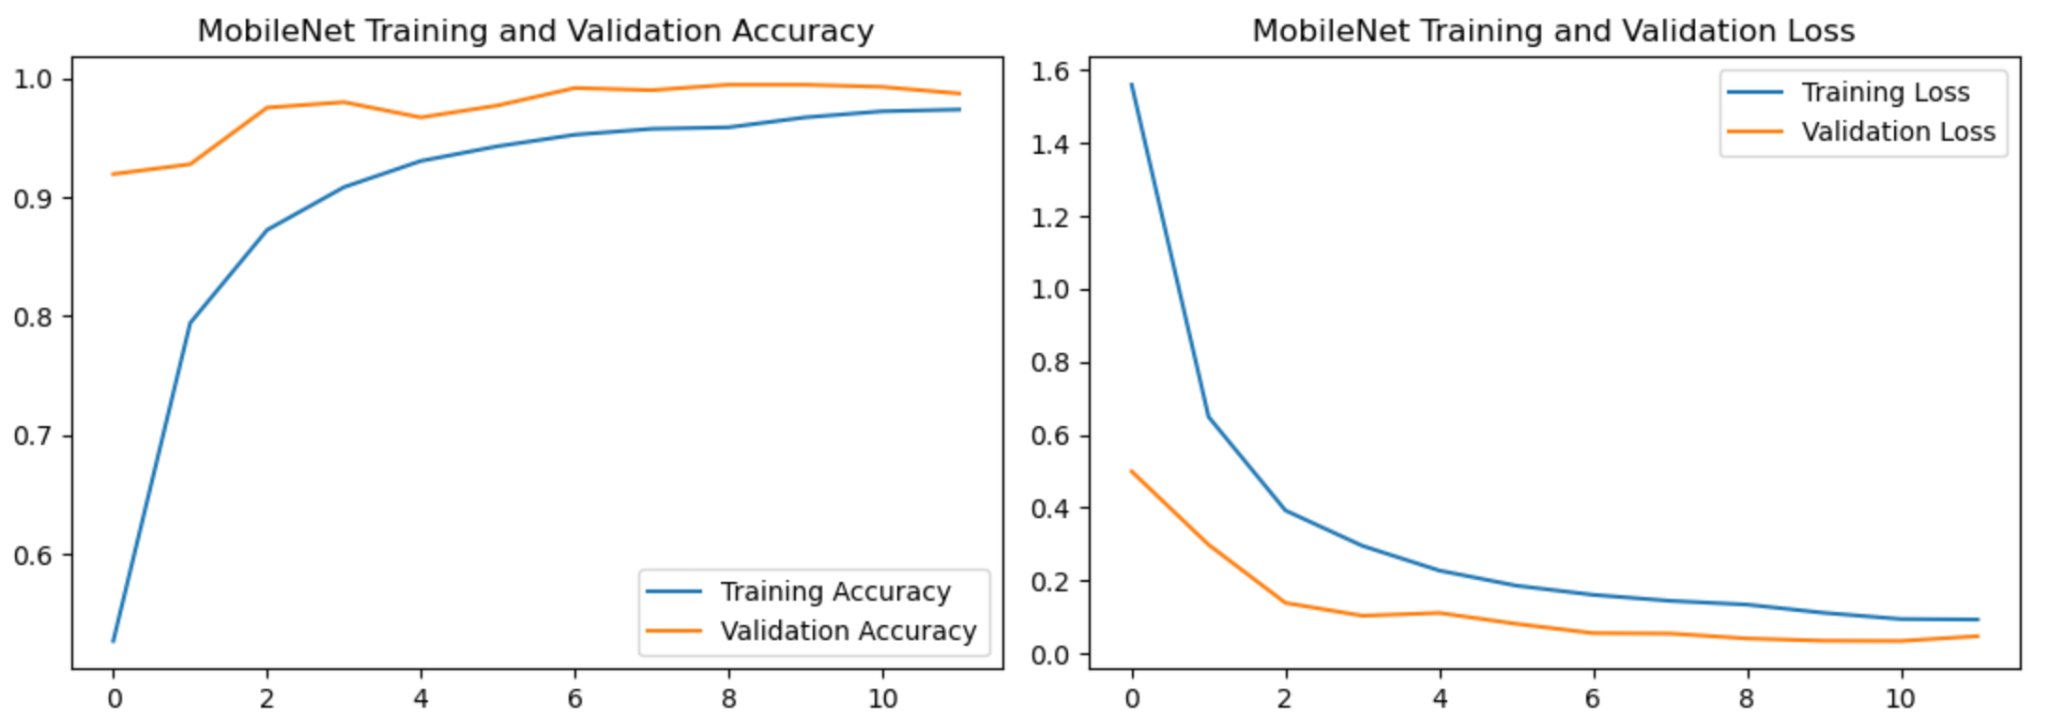 MobileNet Training and Validation Accuracy
1.0
0.9
0.8
0.7
0.6
Training Accuracy
Validation Accuracy
0 2 4 6 8 10
MobileNet Training and Validation Loss
1.6
1.4
1.2
1.0
0.8
0.6
0.4
0.2
0.0
Training Loss
Validation Loss
0 2 4 6 8 10